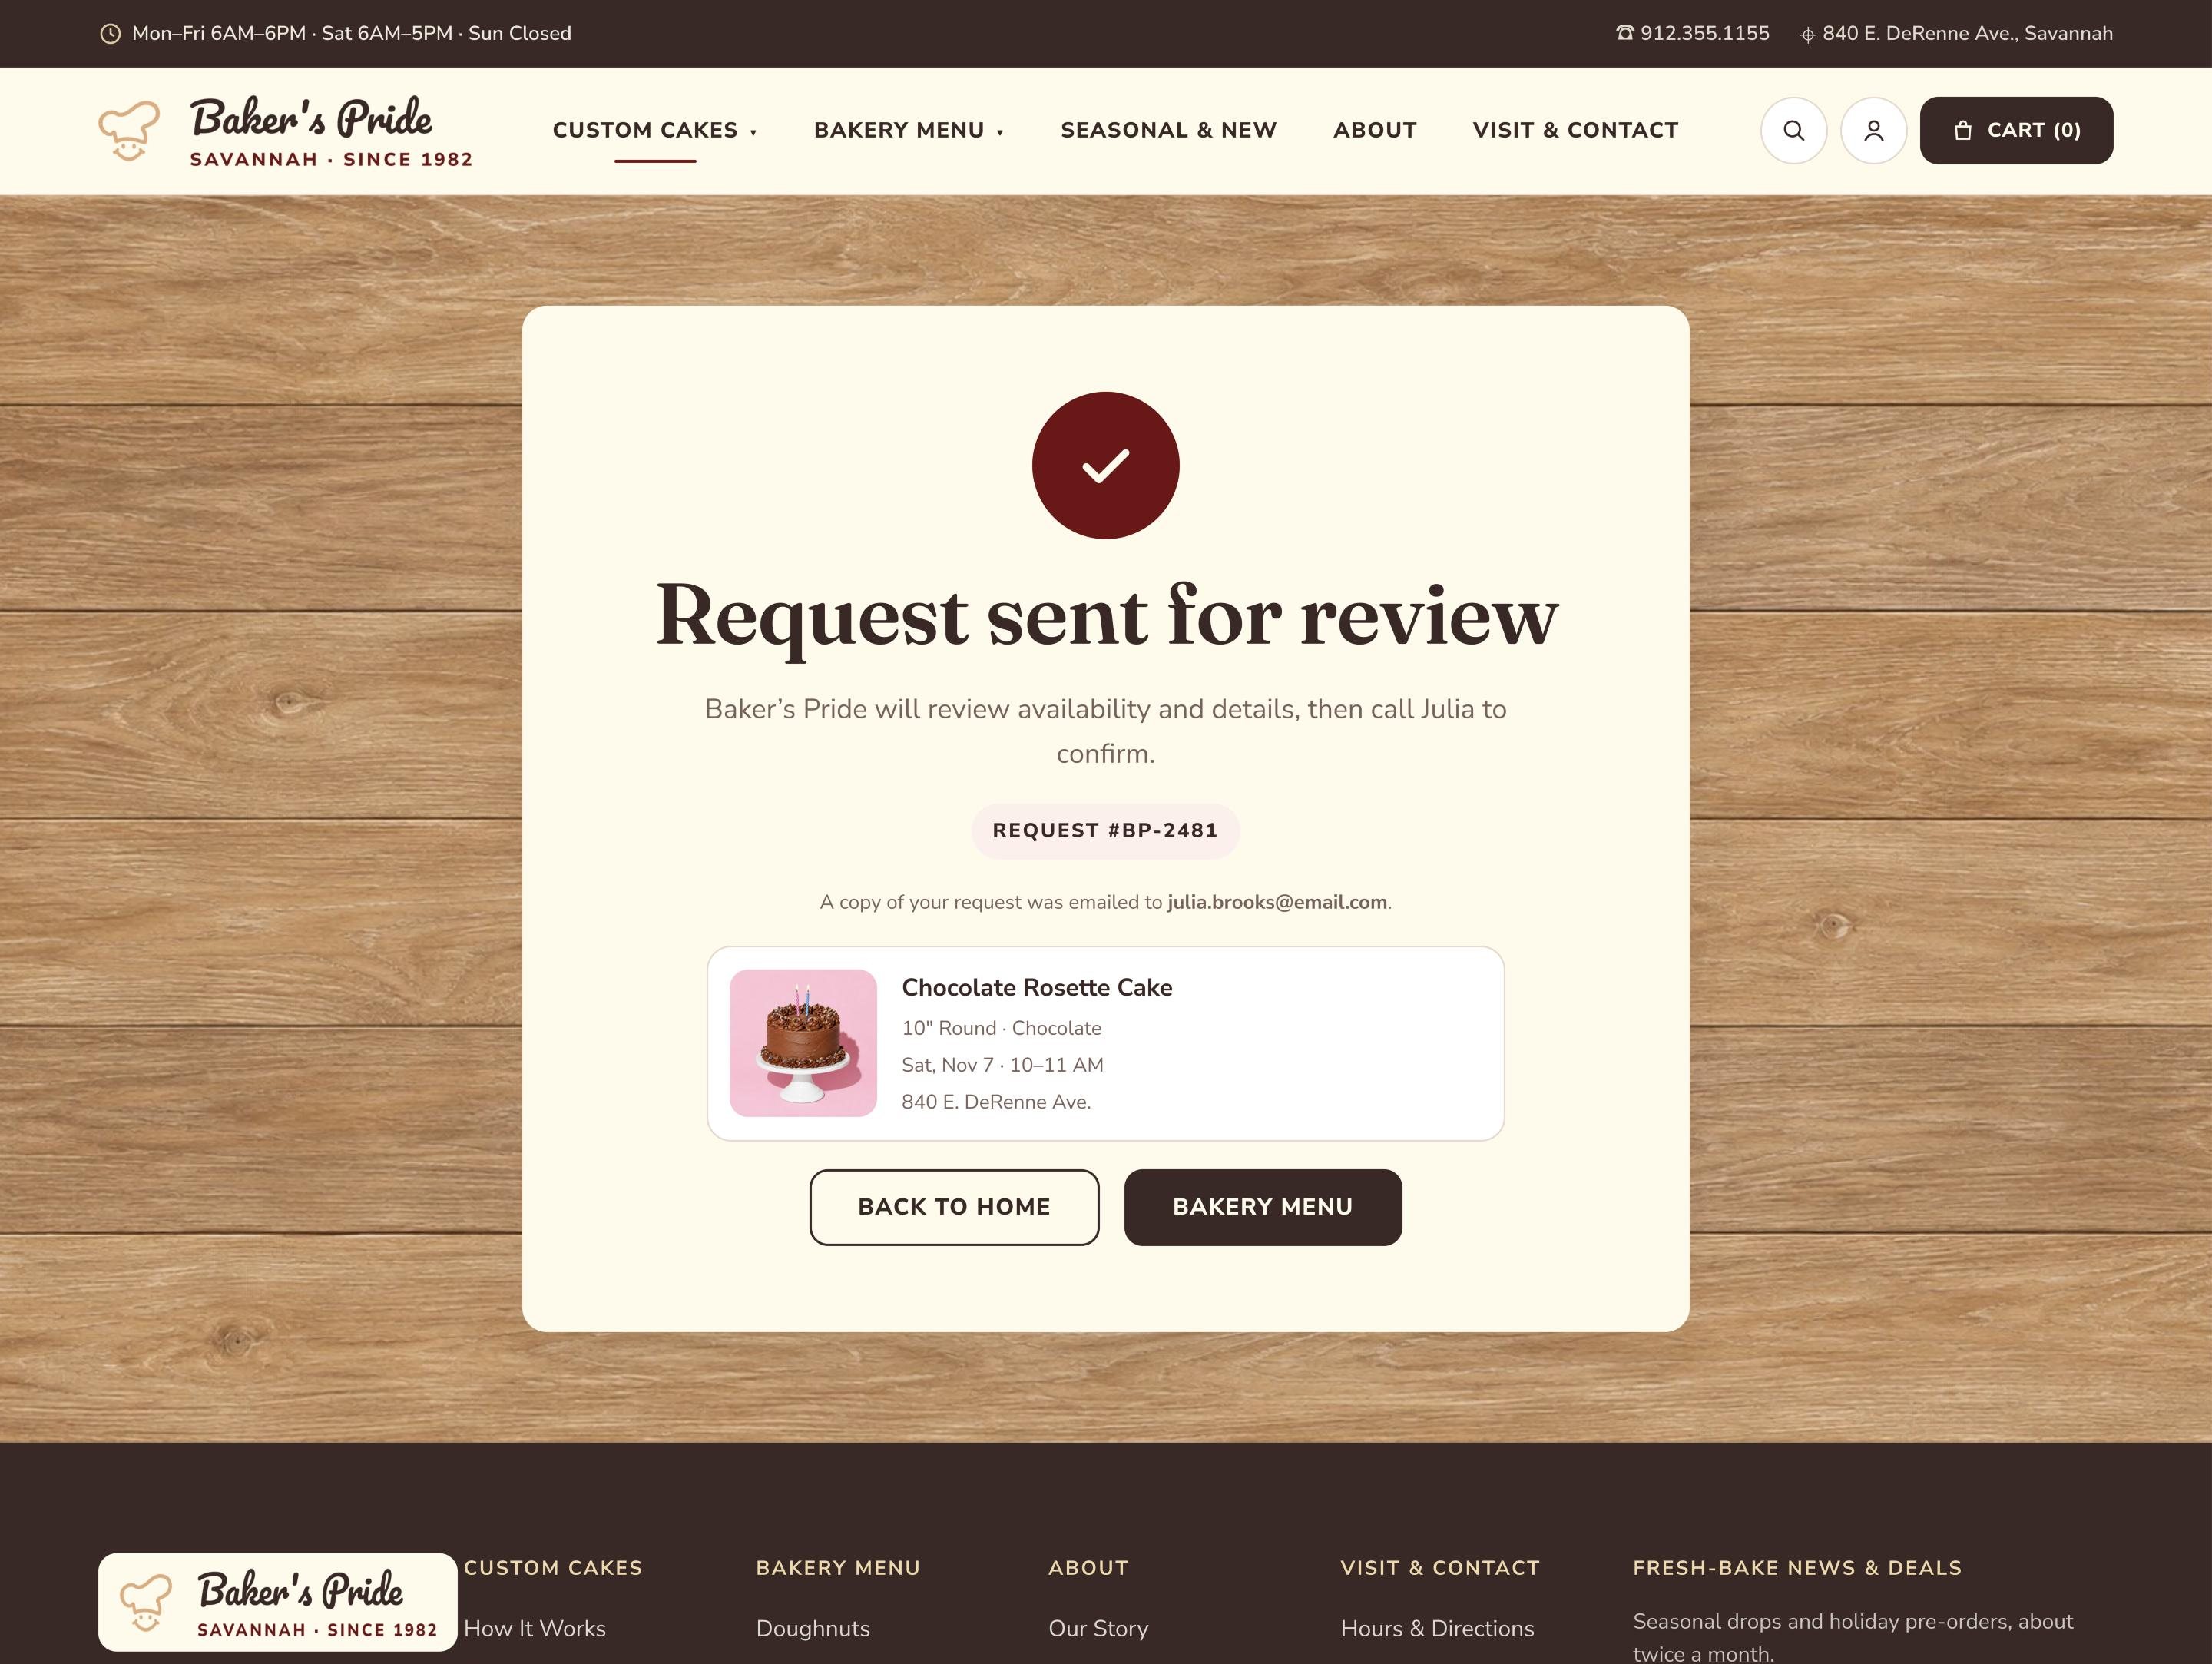 Mon–Fri 6AM–6PM · Sat 6AM–5PM · Sun Closed
912.355.1155
840 E. DeRenne Ave., Savannah
Baker's Pride
SAVANNAH · SINCE 1982
CUSTOM CAKES
BAKERY MENU
SEASONAL & NEW
ABOUT
VISIT & CONTACT
CART (0)
Request sent for review
Baker’s Pride will review availability and details, then call Julia to
confirm.
REQUEST #BP-2481
A copy of your request was emailed to julia.brooks@email.com.
Chocolate Rosette Cake
10" Round · Chocolate
Sat, Nov 7 · 10–11 AM
840 E. DeRenne Ave.
BACK TO HOME
BAKERY MENU
Baker's Pride
SAVANNAH · SINCE 1982
CUSTOM CAKES
How It Works
BAKERY MENU
Doughnuts
ABOUT
Our Story
VISIT & CONTACT
Hours & Directions
FRESH-BAKE NEWS & DEALS
Seasonal drops and holiday pre-orders, about
twice a month.